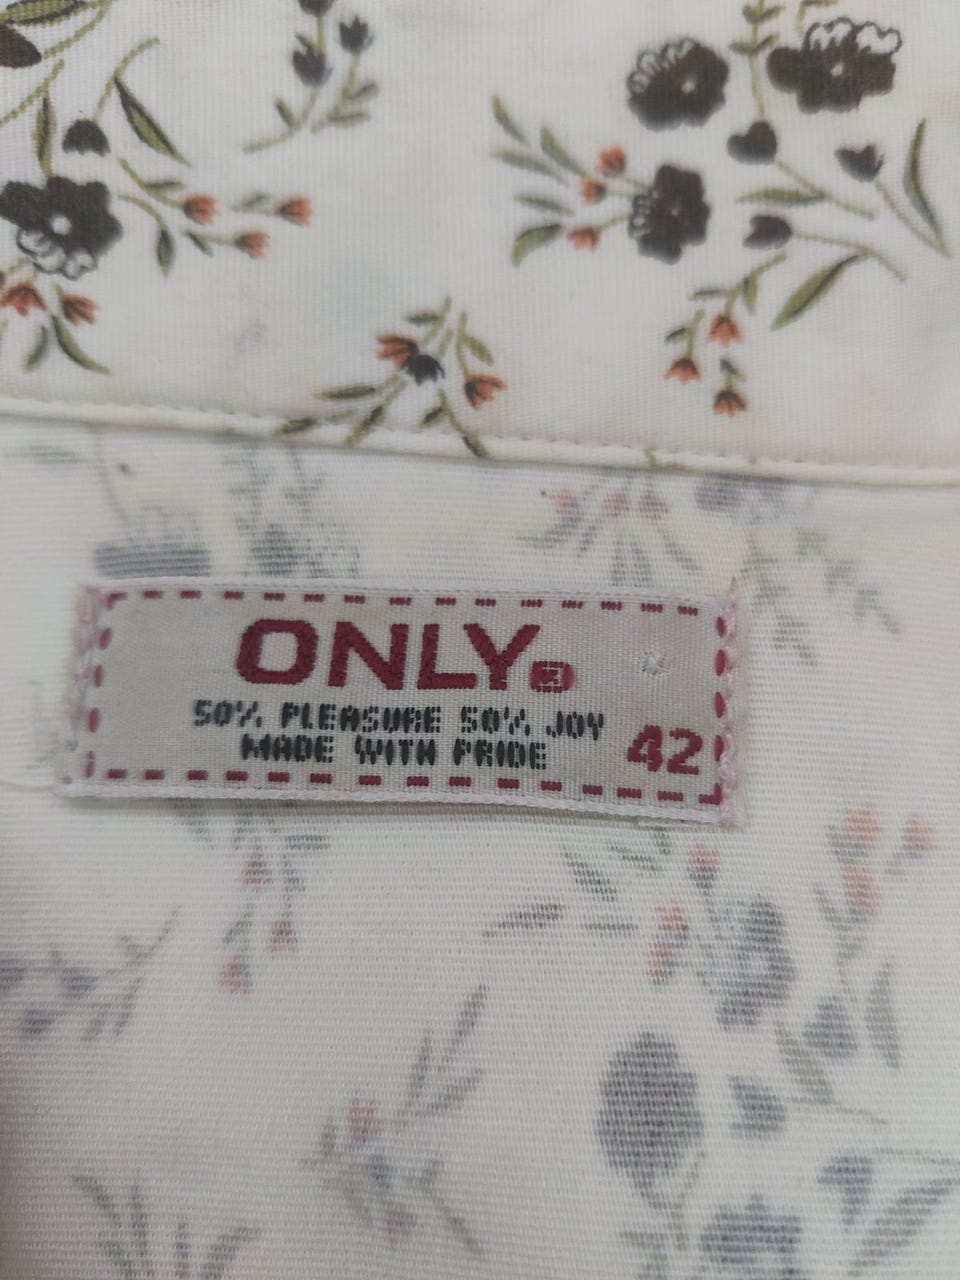 ONLY.
50% PLEASURE 50% JOY
MADE WITH PRIDE
42